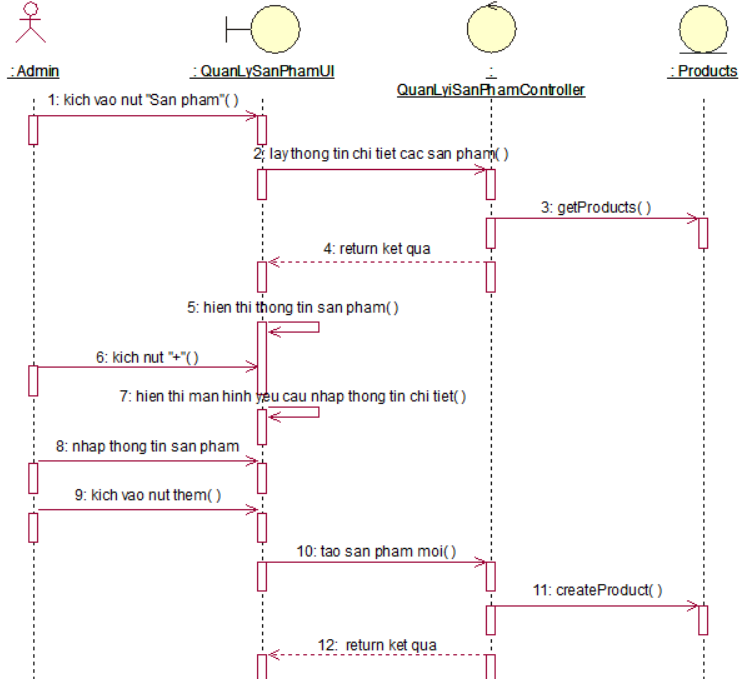 : Admin
: QuanLySanPhamUI
:
QuanLyiSanPhamController
: Products
1: kich vao nut "San pham"( )
2: lay thong tin chi tiet cac san pham( )
3: getProducts( )
4: return ket qua
5: hien thi thong tin san pham( )
6: kich nut "+"( )
7: hien thi man hinh yeu cau nhap thong tin chi tiet( )
8: nhap thong tin san pham
9: kich vao nut them( )
10: tao san pham moi( )
11: createProduct( )
12: return ket qua